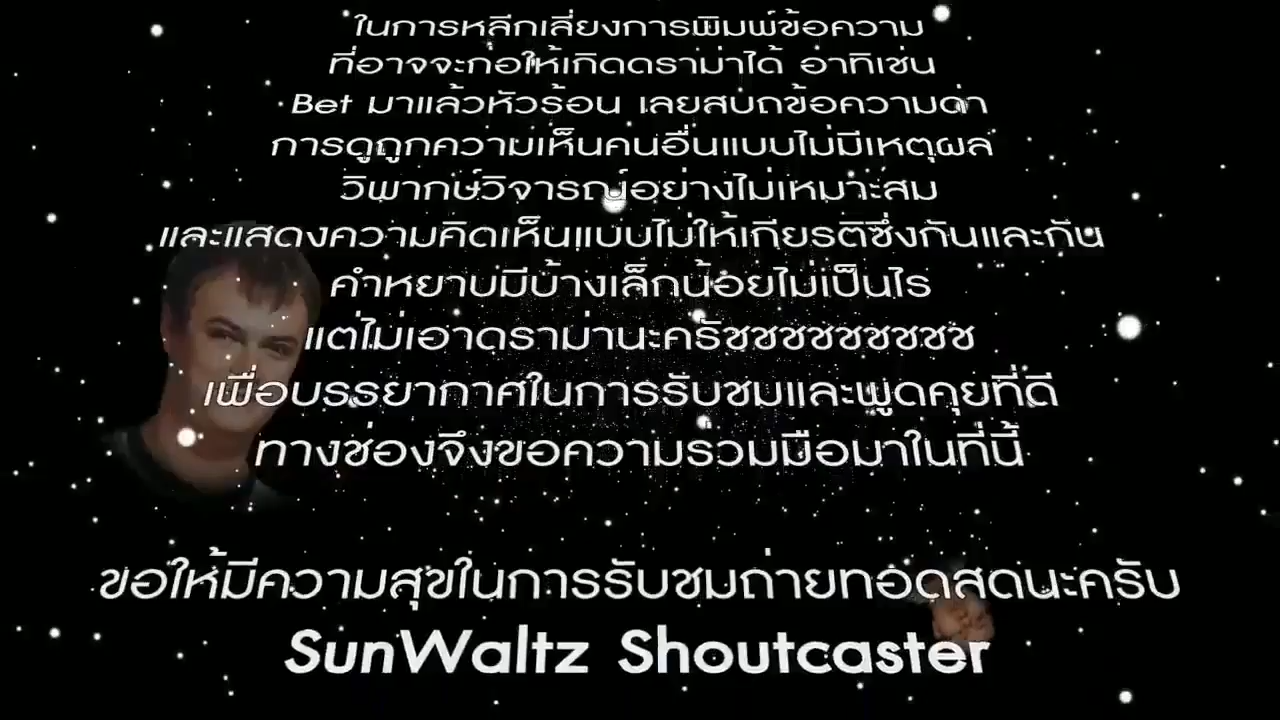 ในการหลีกเลี่ยงการพิมพ์ข้อความ
ที่อาจจะก่อให้เกิดดราม่าได้ อาทิเช่น
Bet มาแล้วหัวร้อน เลยสบถข้อความด่า
การดูถูกความเห็นคนอื่นแบบไม่มีเหตุผล
วิพากษ์วิจารณ์อย่างไม่เหมาะสม
และแสดงความคิดเห็นแบบไม่ให้เกียรติซึ่งกันและกัน
คำหยาบมีบ้างเล็กน้อยไม่เป็นไร
แต่ไม่เอาดราม่านะครัชชชชชชชชชช
เพื่อบรรยากาศในการรับชมและพูดคุยที่ดี
ทางช่องจึงขอความร่วมมือมาในที่นี้
ขอให้มีความสุขในการรับชมถ่ายทอดสดนะครับ
SunWaltz Shoutcaster